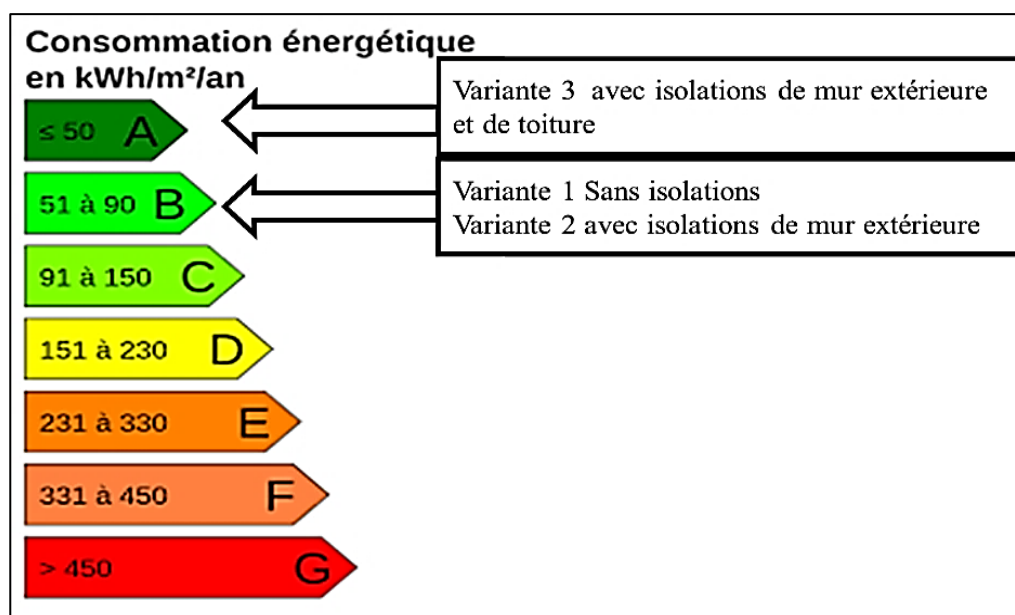 Consommation énergétique
en kWh/m²/an
≤ 50 A
Variante 3 avec isolations de mur extérieure
et de toiture
51 à 90 B
Variante 1 Sans isolations
Variante 2 avec isolations de mur extérieure
91 à 150 C
151 à 230 D
231 à 330 E
331 à 450 F
> 450 G